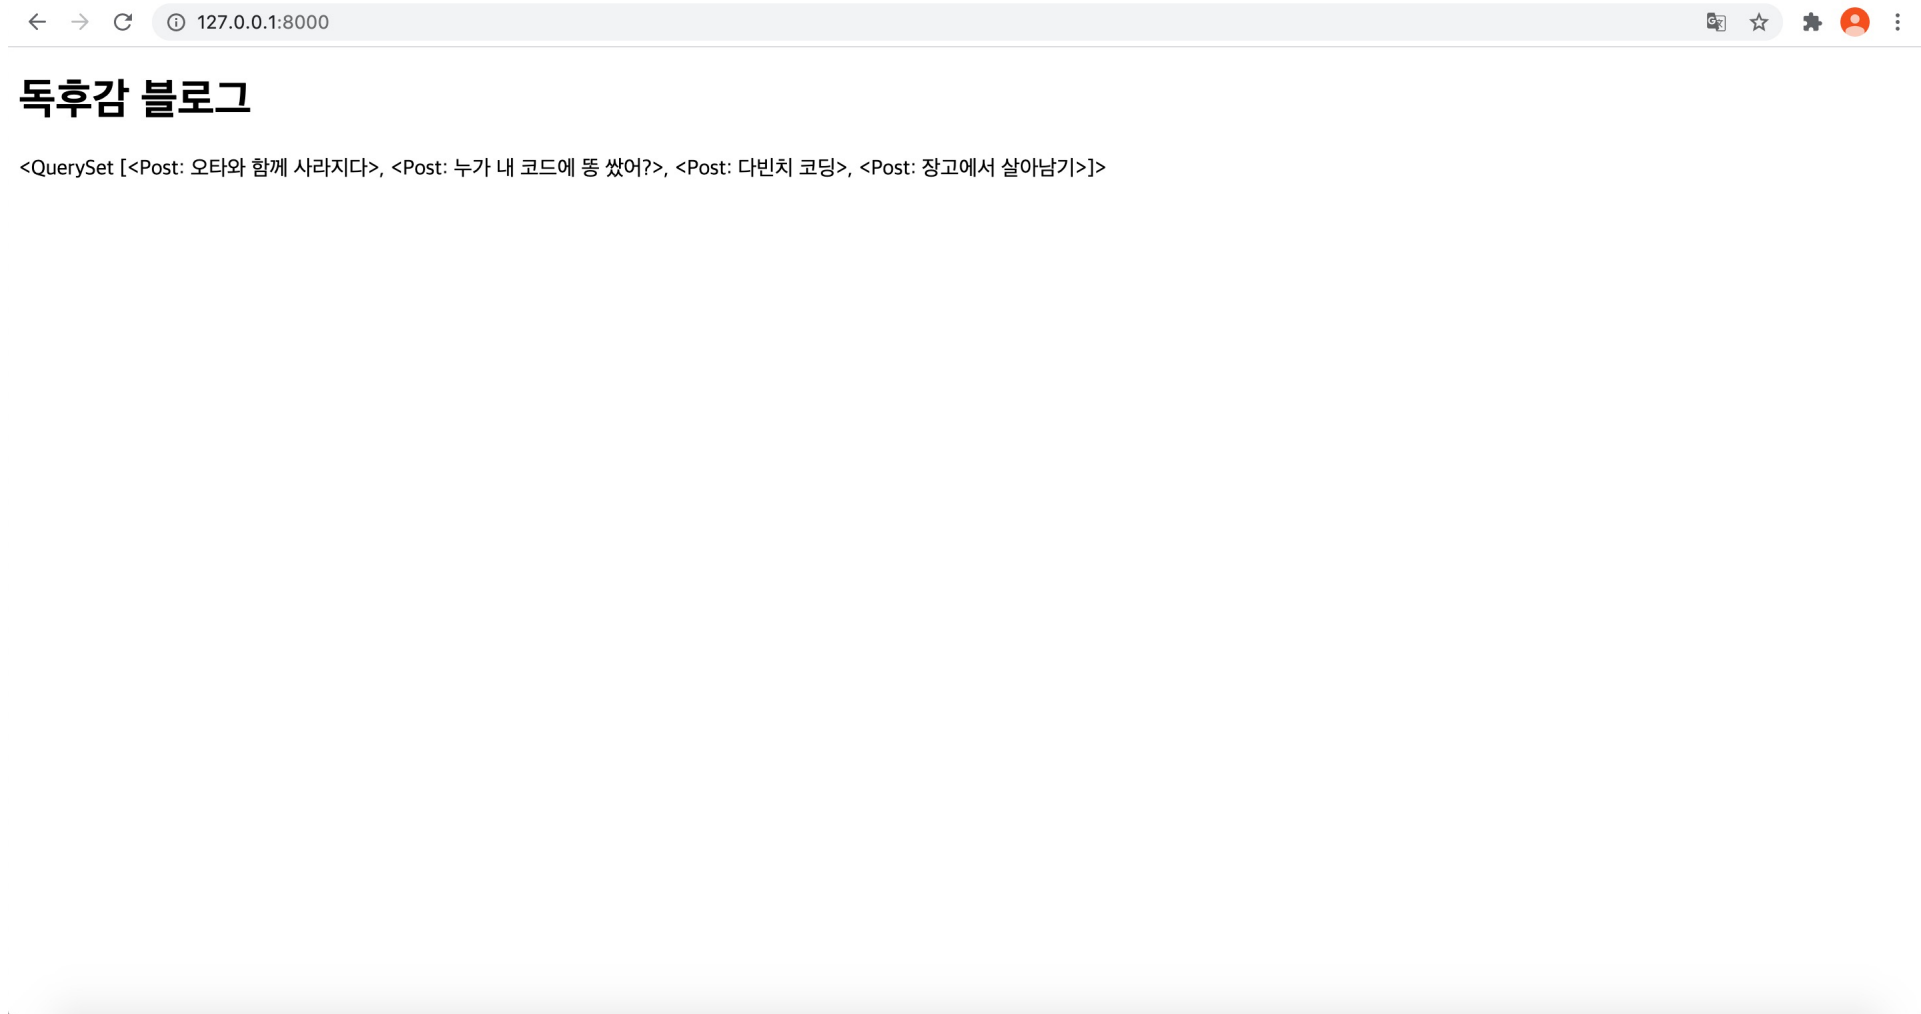 127.0.0.1:8000
독후감 블로그
<QuerySet [<Post: 오타와 함께 사라지다>, <Post: 누가 내 코드에 똥 쌌어?>, <Post: 다빈치 코딩>, <Post: 장고에서 살아남기>]>